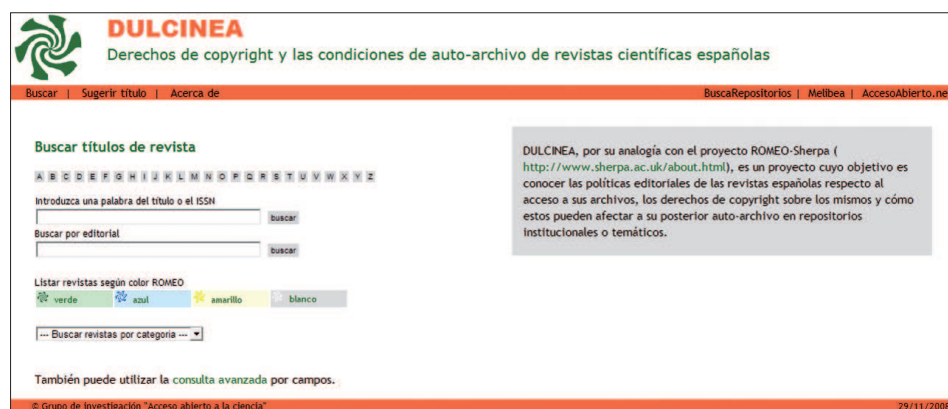 DULCINEA
Derechos de copyright y las condiciones de auto-archivo de revistas científicas españolas
Buscar | Sugerir título | Acerca de
BuscaRepositorios | Melibea | AccesoAbierto.ne
Buscar títulos de revista
A B C D E F G H I J K L M N O P Q R S T U V W X Y Z
Introduzca una palabra del título o el ISSN
buscar
Buscar por editorial
buscar
Listar revistas según color ROMEO
verde azul amarillo blanco
--- Buscar revistas por categoria ---
También puede utilizar la consulta avanzada por campos.
DULCINEA, por su analogía con el proyecto ROMEO-Sherpa (
http://www.sherpa.ac.uk/about.html), es un proyecto cuyo objetivo es
conocer las políticas editoriales de las revistas españolas respecto al
acceso a sus archivos, los derechos de copyright sobre los mismos y cómo
estos pueden afectar a su posterior auto-archivo en repositorios
institucionales o temáticos.
© Grupo de investigación "Acceso abierto a la ciencia"
29/11/200